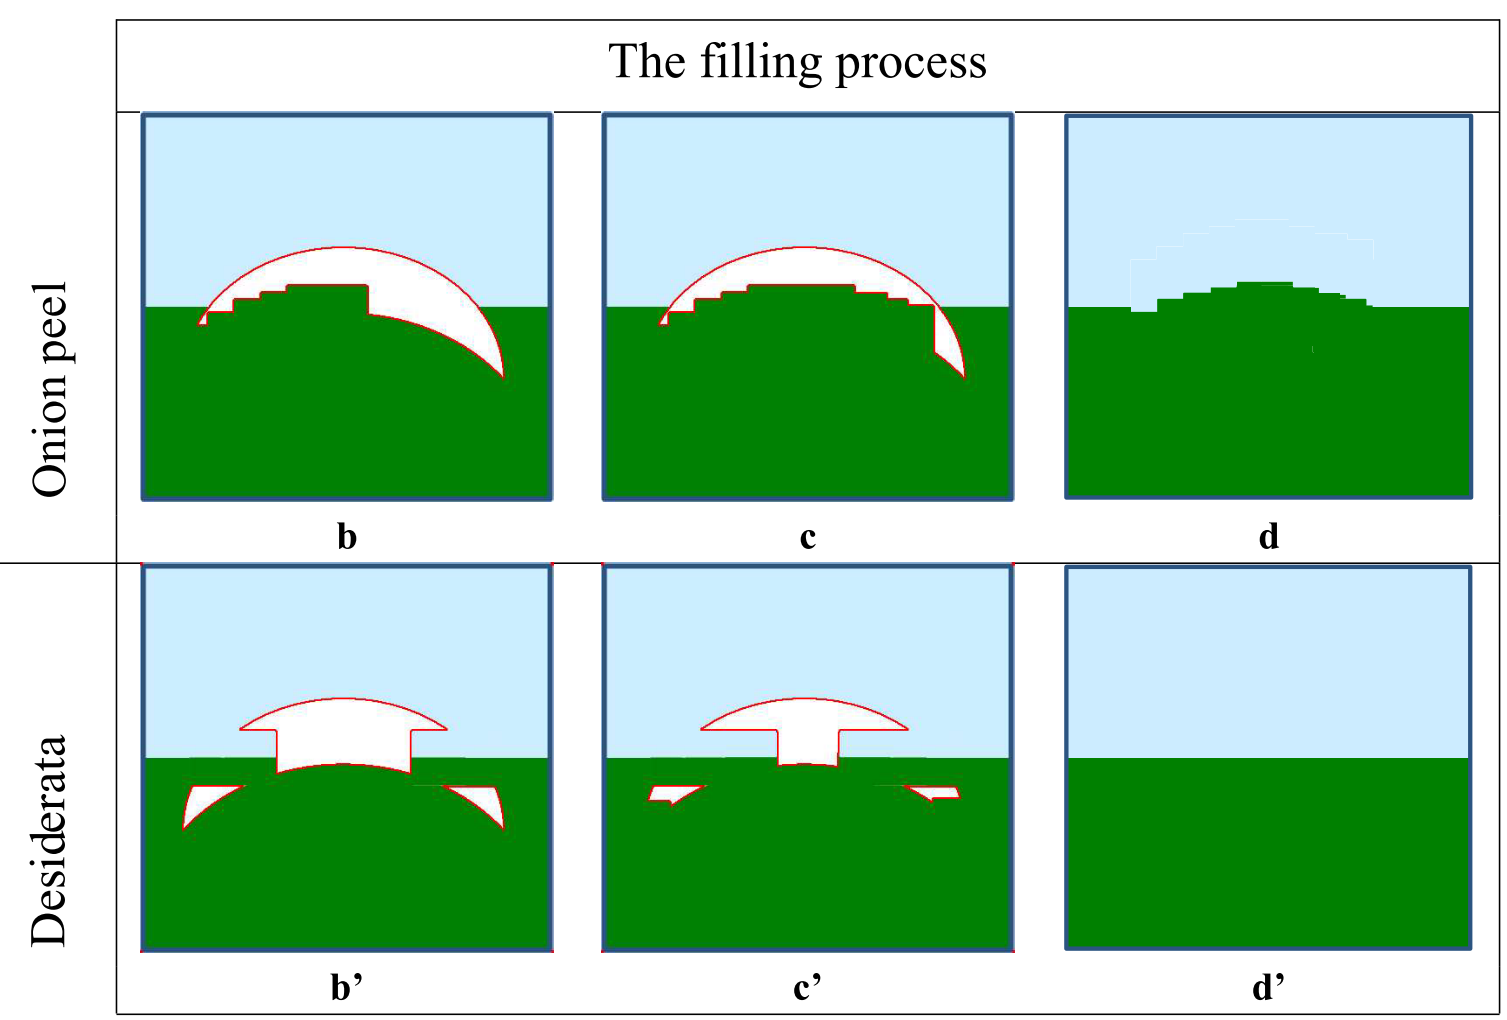 The filling process
Onion peel
b
c
d
Desiderata
b’
c’
d’